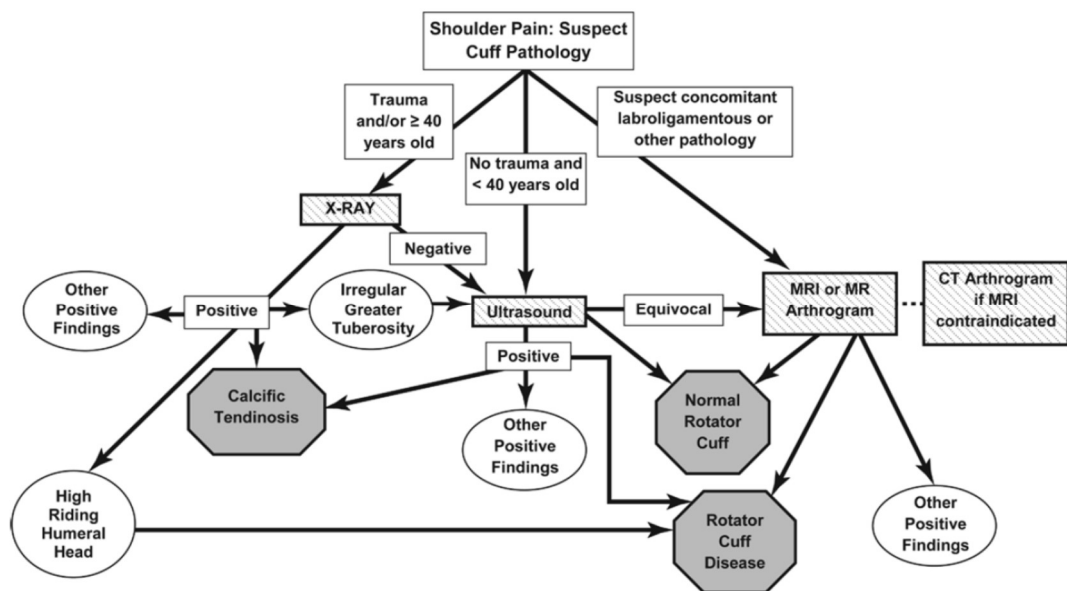 Shoulder Pain: Suspect
Cuff Pathology
Trauma
and/or ≥ 40
years old
No trauma and
< 40 years old
Suspect concomitant
labroligamentous or
other pathology
X-RAY
Negative
Other
Positive
Findings
Positive
Irregular
Greater
Tuberosity
Ultrasound
Equivocal
MRI or MR
Arthrogram
CT Arthrogram
if MRI
contraindicated
Positive
Calcific
Tendinosis
Other
Positive
Findings
Normal
Rotator
Cuff
High
Riding
Humeral
Head
Rotator
Cuff
Disease
Other
Positive
Findings